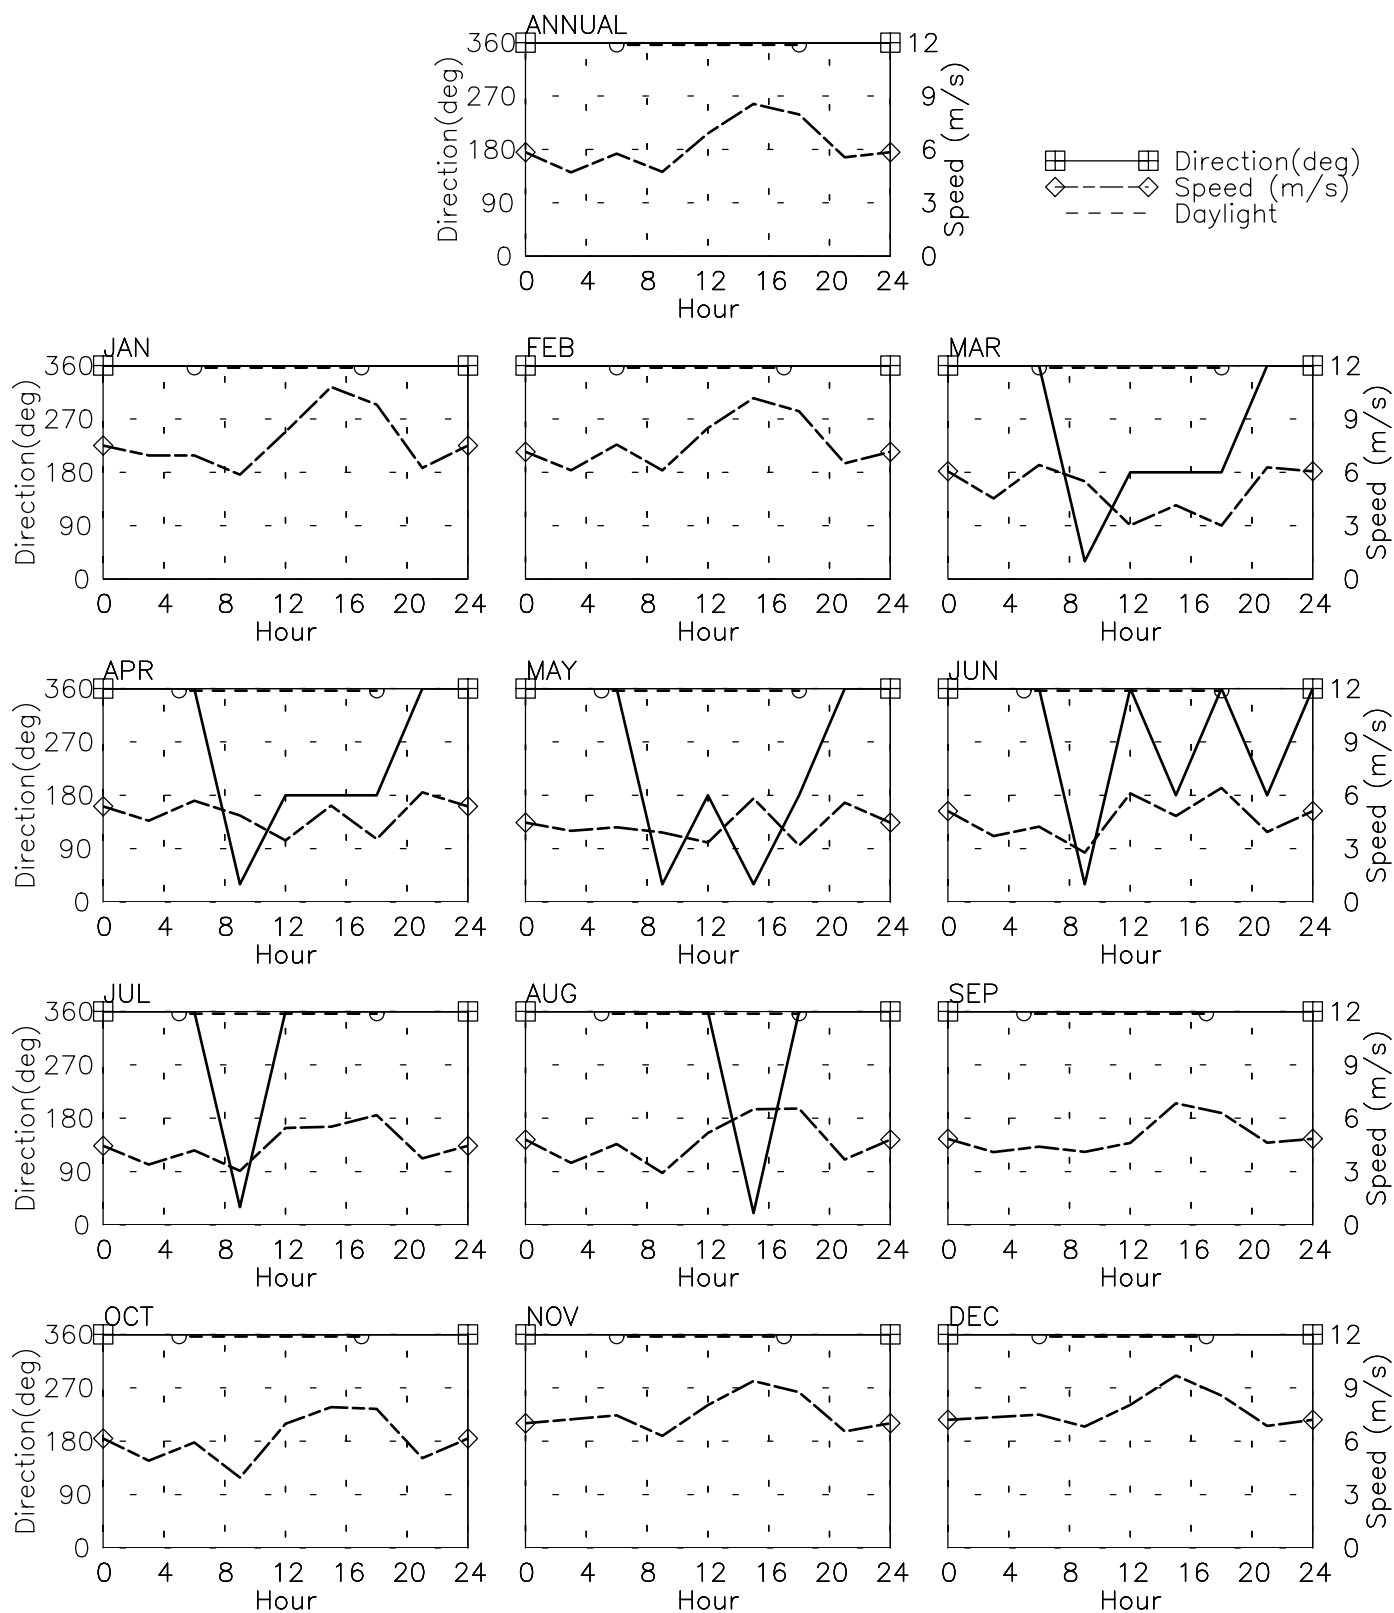 ANNUAL
360 270 180 90 0
Direction(deg)
12 9 6 3 0
Speed (m/s)
0 4 8 12 16 20 24
Hour
Direction(deg)
Speed (m/s)
Daylight
JAN
360 270 180 90 0
Direction(deg)
0 4 8 12 16 20 24
Hour
FEB
0 4 8 12 16 20 24
Hour
MAR
12 9 6 3 0
Speed (m/s)
0 4 8 12 16 20 24
Hour
APR
360 270 180 90 0
Direction(deg)
0 4 8 12 16 20 24
Hour
MAY
0 4 8 12 16 20 24
Hour
JUN
12 9 6 3 0
Speed (m/s)
0 4 8 12 16 20 24
Hour
JUL
360 270 180 90 0
Direction(deg)
0 4 8 12 16 20 24
Hour
AUG
0 4 8 12 16 20 24
Hour
SEP
12 9 6 3 0
Speed (m/s)
0 4 8 12 16 20 24
Hour
OCT
360 270 180 90 0
Direction(deg)
0 4 8 12 16 20 24
Hour
NOV
0 4 8 12 16 20 24
Hour
DEC
12 9 6 3 0
Speed (m/s)
0 4 8 12 16 20 24
Hour